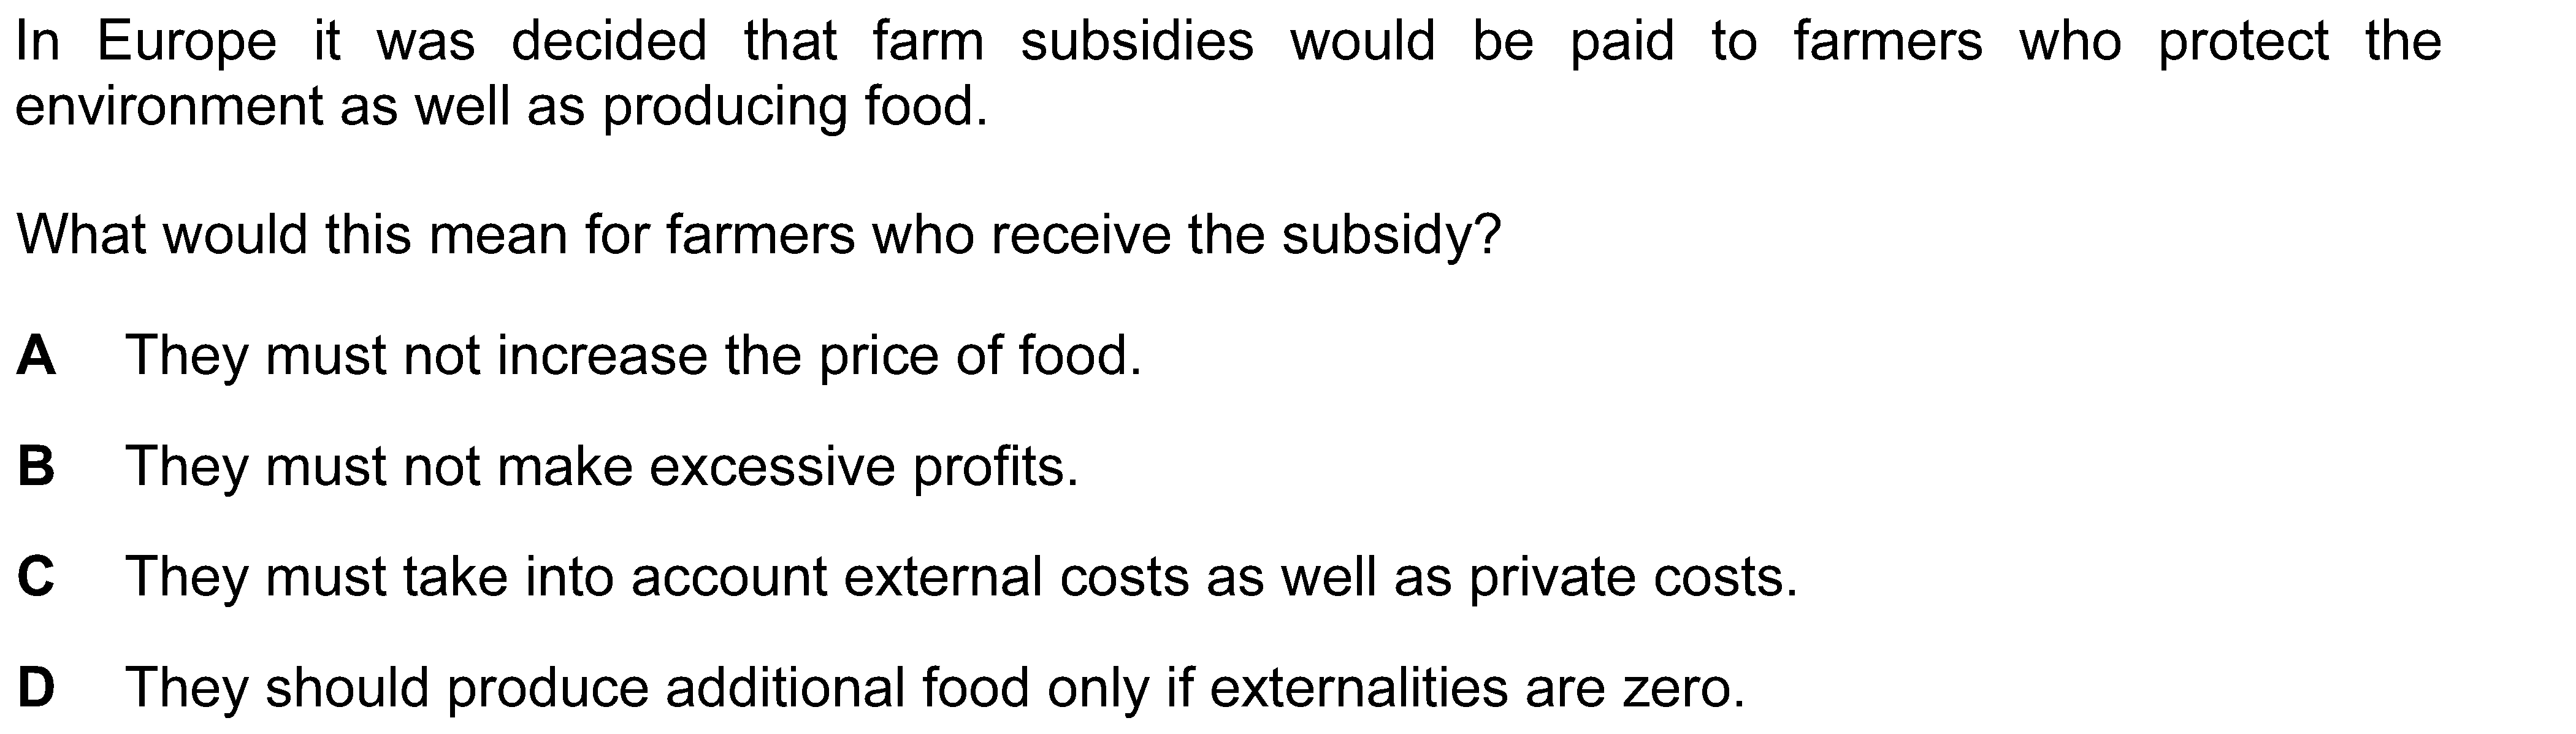 In Europe it was decided that farm subsidies would be paid to farmers who protect the
environment as well as producing food.
What would this mean for farmers who receive the subsidy?
A They must not increase the price of food.
B They must not make excessive profits.
C They must take into account external costs as well as private costs.
D They should produce additional food only if externalities are zero.